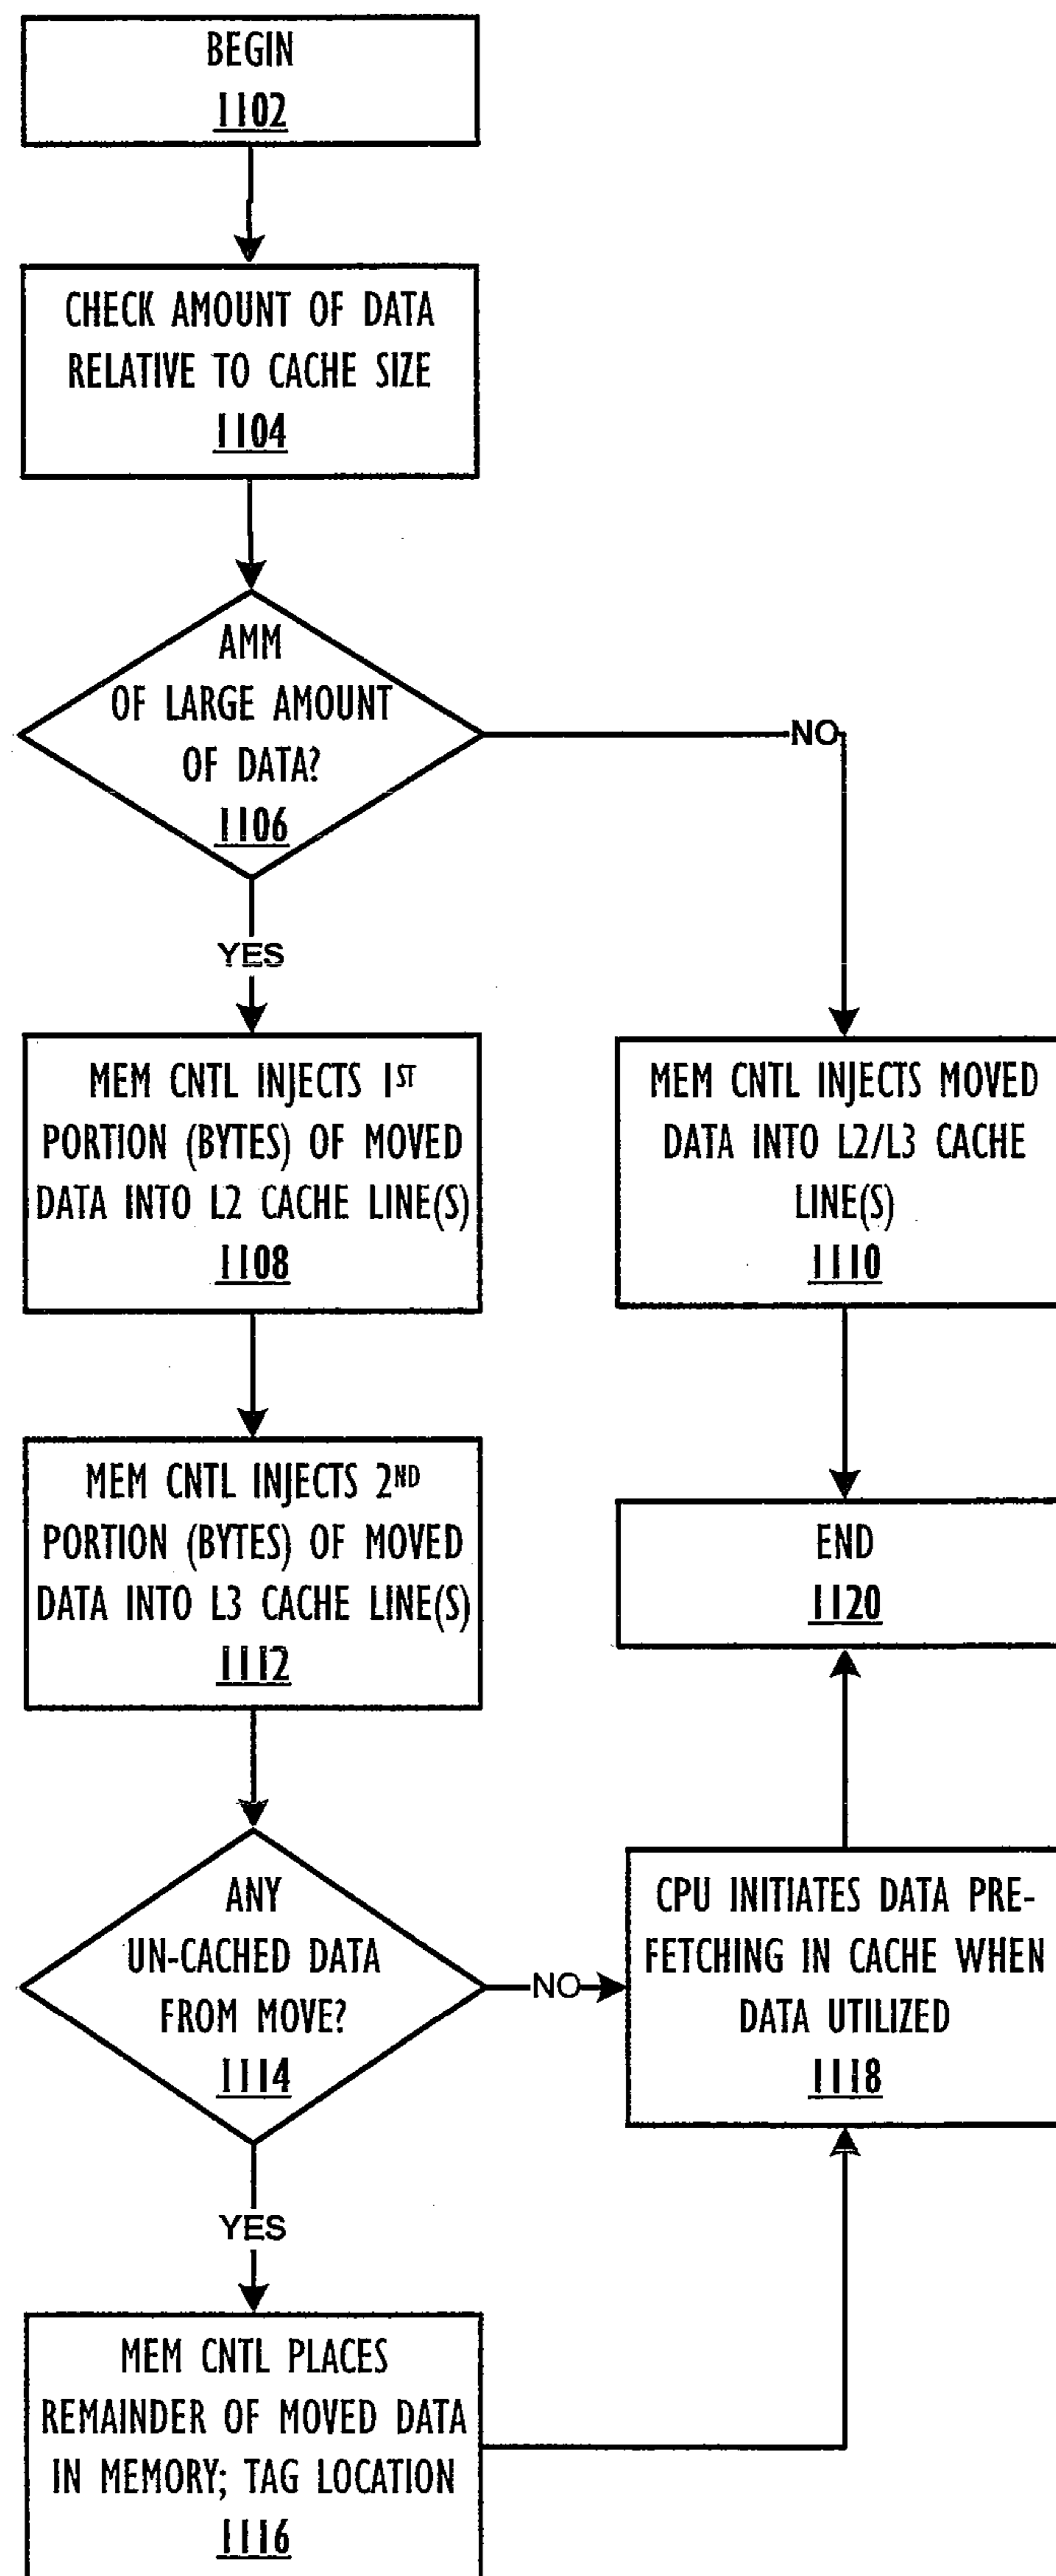 BEGIN
1102
CHECK AMOUNT OF DATA
RELATIVE TO CACHE SIZE
1104
AMM
OF LARGE AMOUNT
OF DATA?
1106
NO
YES
MEM CNTL INJECTS 1ST
PORTION (BYTES) OF MOVED
DATA INTO L2 CACHE LINE(S)
1108
MEM CNTL INJECTS MOVED
DATA INTO L2/L3 CACHE
LINE(S)
1110
MEM CNTL INJECTS 2ND
PORTION (BYTES) OF MOVED
DATA INTO L3 CACHE LINE(S)
1112
END
1120
ANY
UN-CACHED DATA
FROM MOVE?
1114
NO
CPU INITIATES DATA PRE-
FETCHING IN CACHE WHEN
DATA UTILIZED
1118
YES
MEM CNTL PLACES
REMAINDER OF MOVED DATA
IN MEMORY; TAG LOCATION
1116